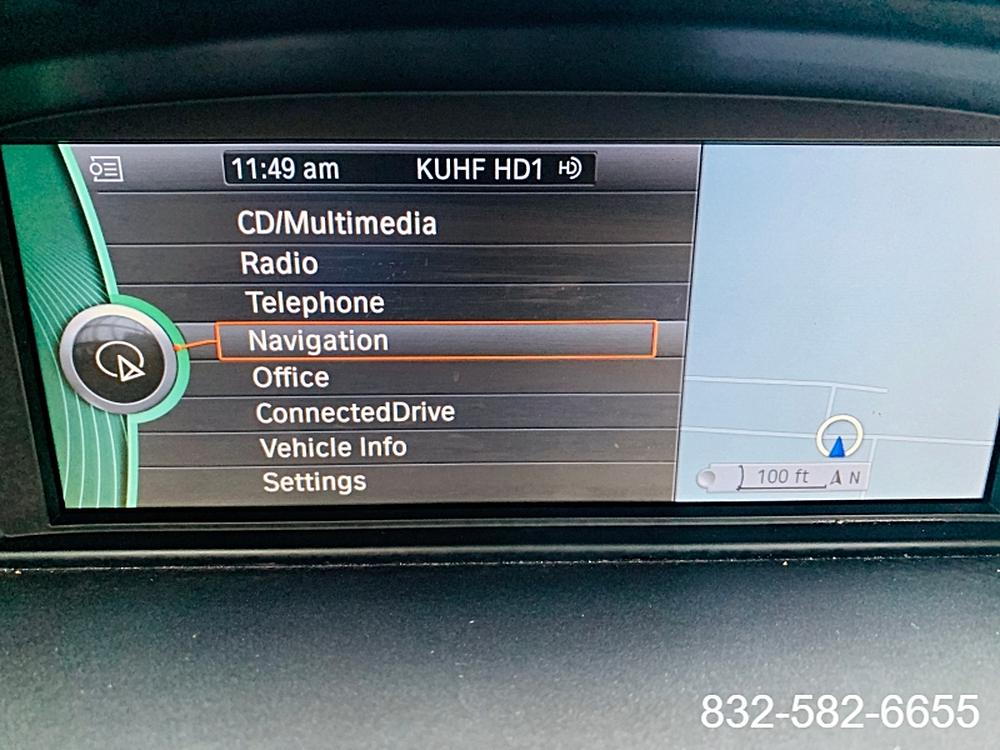 11:49 am KUHF HD1 HD
CD/Multimedia
Radio
Telephone
Navigation
Office
ConnectedDrive
Vehicle Info
Settings
100 ft N
832-582-6655